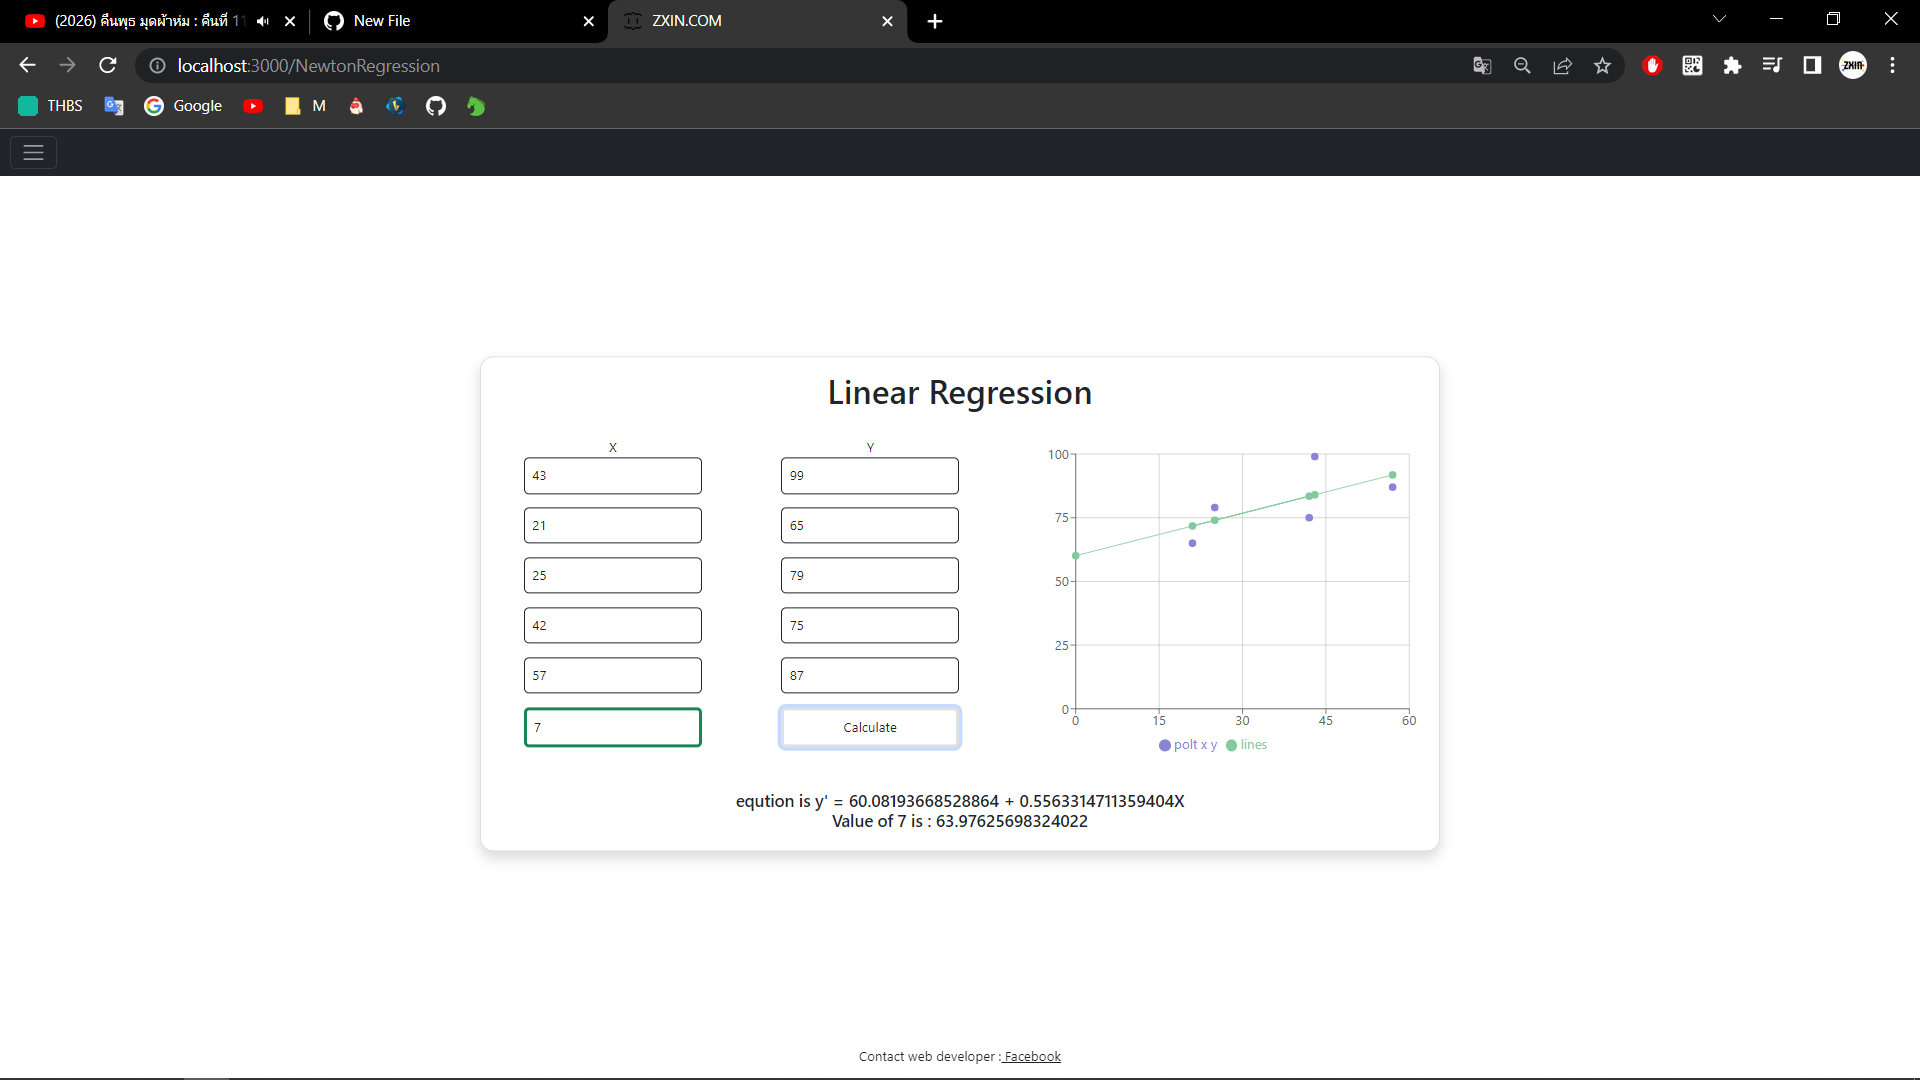 (2026) คืนพุธ มุดผ้าห่ม : คืนที่ 11
New File
ZXIN.COM
localhost:3000/NewtonRegression
ZXIN
THBS
Google
M
Linear Regression
X
Y
43
99
21
65
25
79
42
75
57
87
7
Calculate
100
75
50
25
0
0
15
30
45
60
polt x y
lines
eqution is y' = 60.08193668528864 + 0.5563314711359404X
Value of 7 is : 63.97625698324022
Contact web developer : Facebook